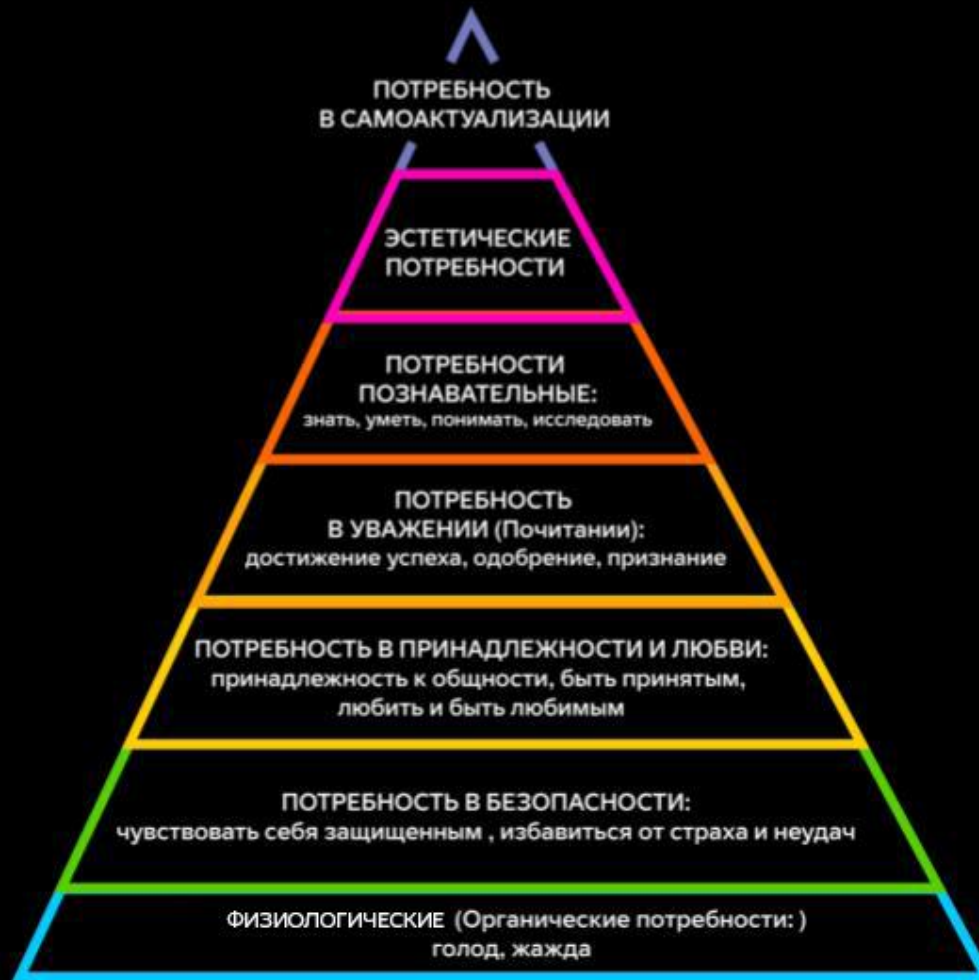 ПОТРЕБНОСТЬ
В САМОАКТУАЛИЗАЦИИ
ЭСТЕТИЧЕСКИЕ
ПОТРЕБНОСТИ
ПОТРЕБНОСТИ
ПОЗНАВАТЕЛЬНЫЕ:
знать, уметь, понимать, исследовать
ПОТРЕБНОСТЬ
В УВАЖЕНИИ (Почитании):
достижение успеха, одобрение, признание
ПОТРЕБНОСТЬ В ПРИНАДЛЕЖНОСТИ И ЛЮБВИ:
принадлежность к общности, быть принятым,
любить и быть любимым
ПОТРЕБНОСТЬ В БЕЗОПАСНОСТИ:
чувствовать себя защищенным , избавиться от страха и неудач
ФИЗИОЛОГИЧЕСКИЕ (Органические потребности: )
голод, жажда